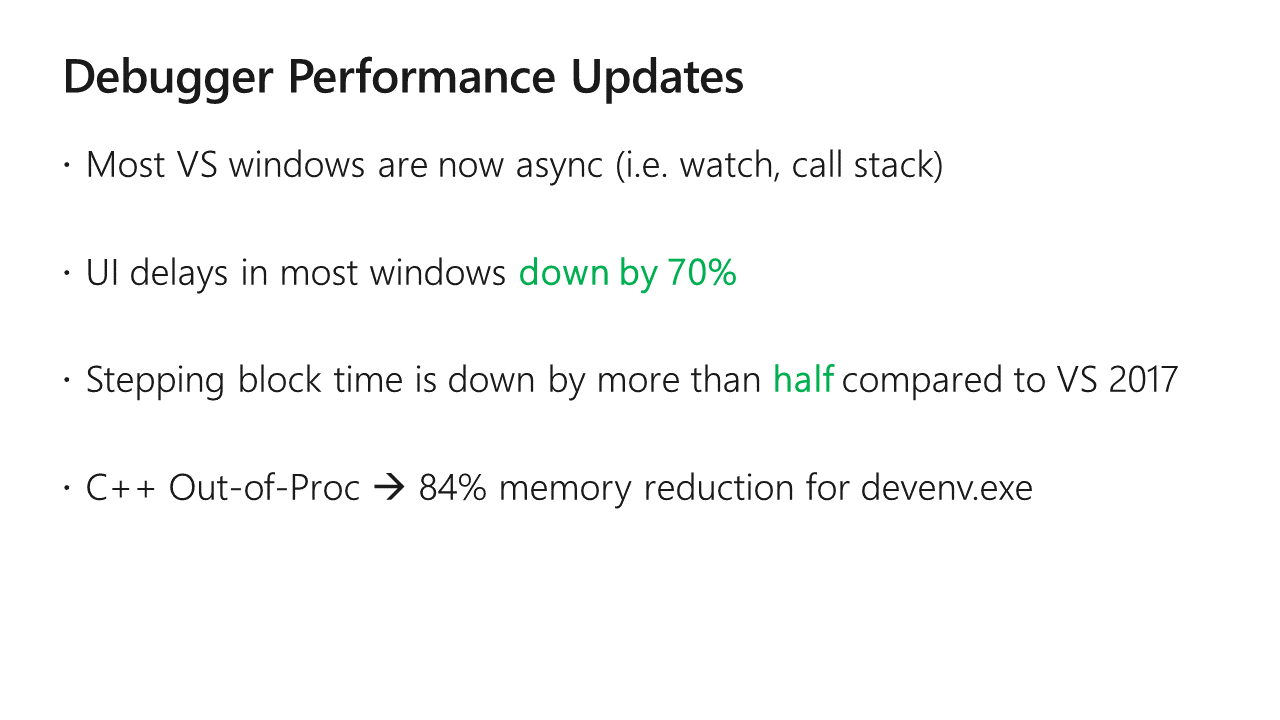 Debugger Performance Updates
· Most VS windows are now async (i.e. watch, call stack)
· UI delays in most windows down by 70%
· Stepping block time is down by more than half compared to VS 2017
· C++ Out-of-Proc → 84% memory reduction for devenv.exe